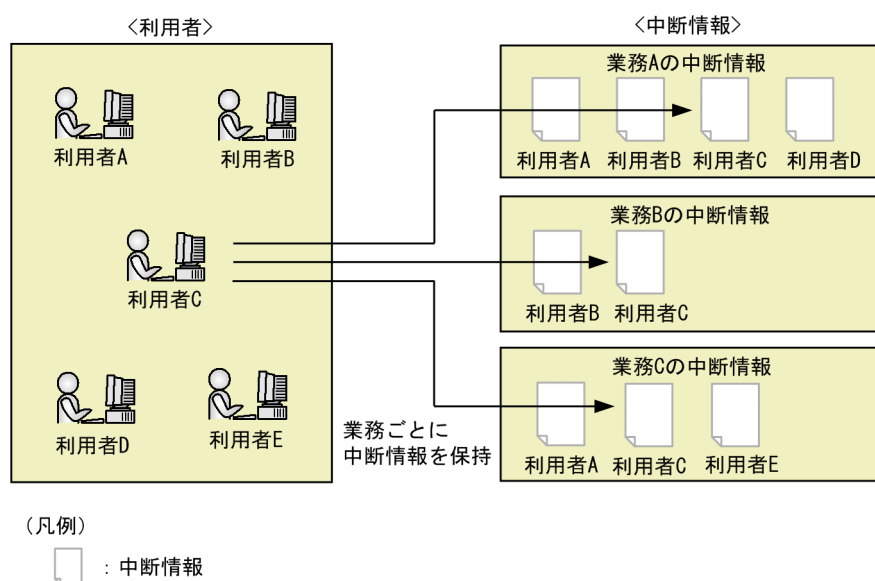 <利用者>
<中断情報>
業務Aの中断情報
利用者A 利用者B 利用者C 利用者D
利用者A
利用者B
業務Bの中断情報
利用者C
利用者B 利用者C
業務Cの中断情報
利用者D
利用者E
業務ごとに
中断情報を保持
利用者A 利用者C 利用者E
(凡例)
：中断情報